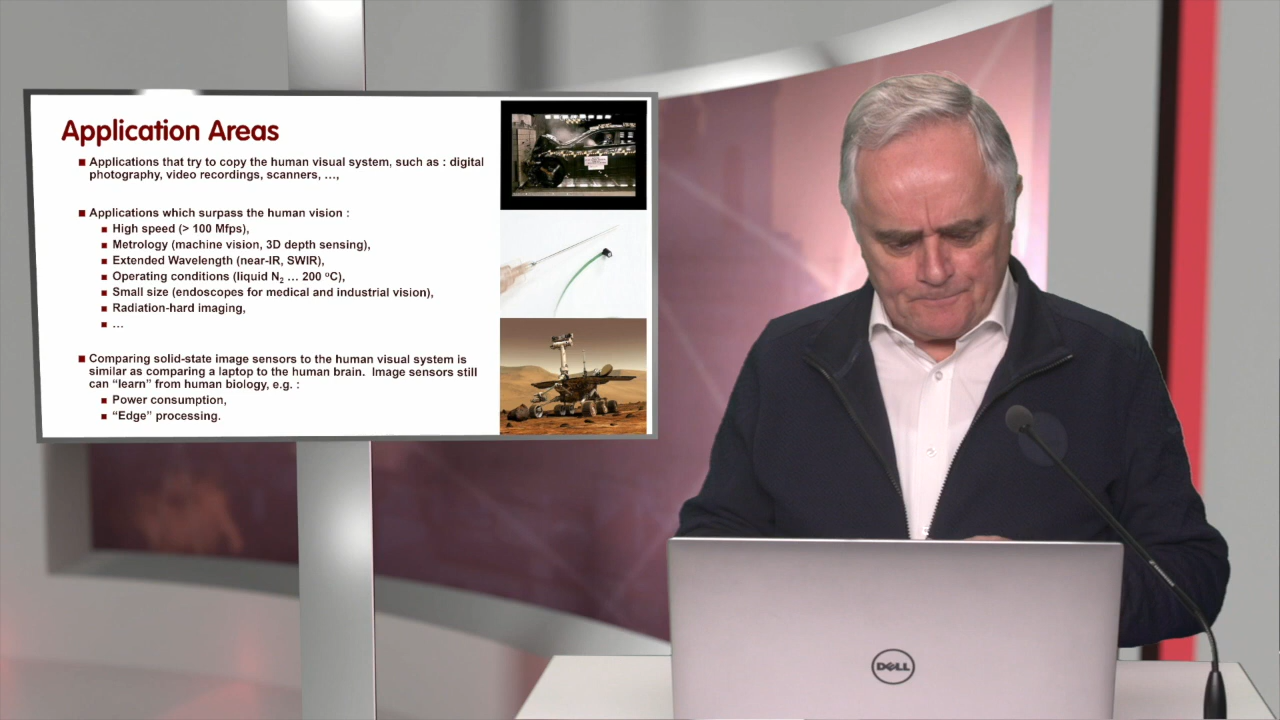 Application Areas
■ Applications that try to copy the human visual system, such as : digital
photography, video recordings, scanners, …,
■ Applications which surpass the human vision :
■ High speed (> 100 Mfps),
■ Metrology (machine vision, 3D depth sensing),
■ Extended Wavelength (near-IR, SWIR),
■ Operating conditions (liquid N₂ … 200 ºC),
■ Small size (endoscopes for medical and industrial vision),
■ Radiation-hard imaging,
■ …
■ Comparing solid-state image sensors to the human visual system is
similar as comparing a laptop to the human brain. Image sensors still
can “learn” from human biology, e.g. :
■ Power consumption,
■ “Edge” processing.
DELL